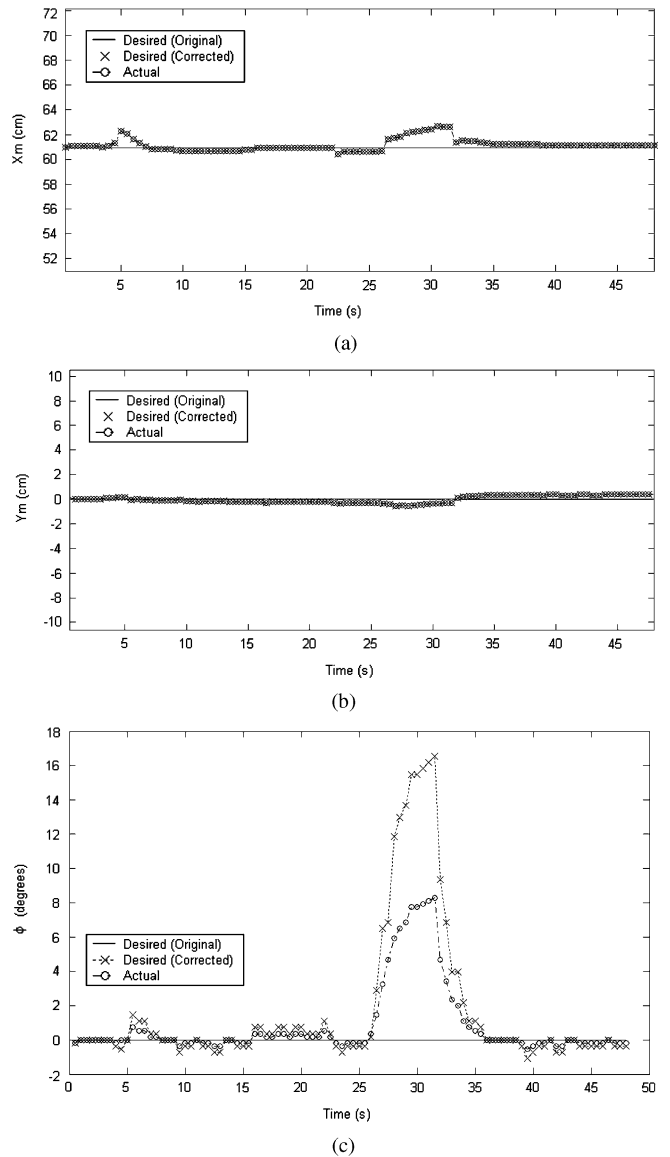 72
70
68
66
64
62
60
58
56
54
52
Xm (cm)
Desired (Original)
Desired (Corrected)
Actual
5 10 15 20 25 30 35 40 45
Time (s)
(a)
10
8
6
4
2
0
-2
-4
-6
-8
-10
Ym (cm)
Desired (Original)
Desired (Corrected)
Actual
5 10 15 20 25 30 35 40 45
Time (s)
(b)
18
16
14
12
10
8
6
4
2
0
-2
ϕ (degrees)
Desired (Original)
Desired (Corrected)
Actual
0 5 10 15 20 25 30 35 40 45 50
Time (s)
(c)